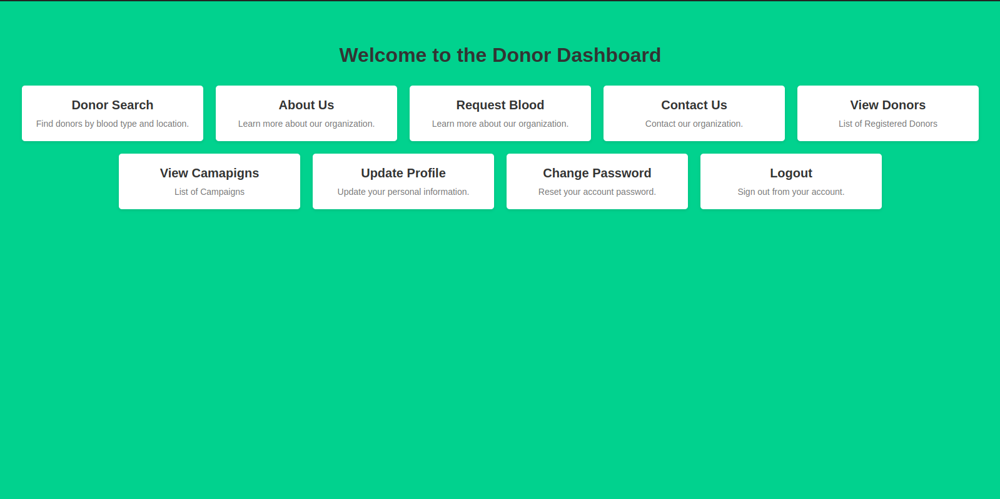 Welcome to the Donor Dashboard
Donor Search
Find donors by blood type and location.
About Us
Learn more about our organization.
Request Blood
Learn more about our organization.
Contact Us
Contact our organization.
View Donors
List of Registered Donors
View Camapigns
List of Campaigns
Update Profile
Update your personal information.
Change Password
Reset your account password.
Logout
Sign out from your account.